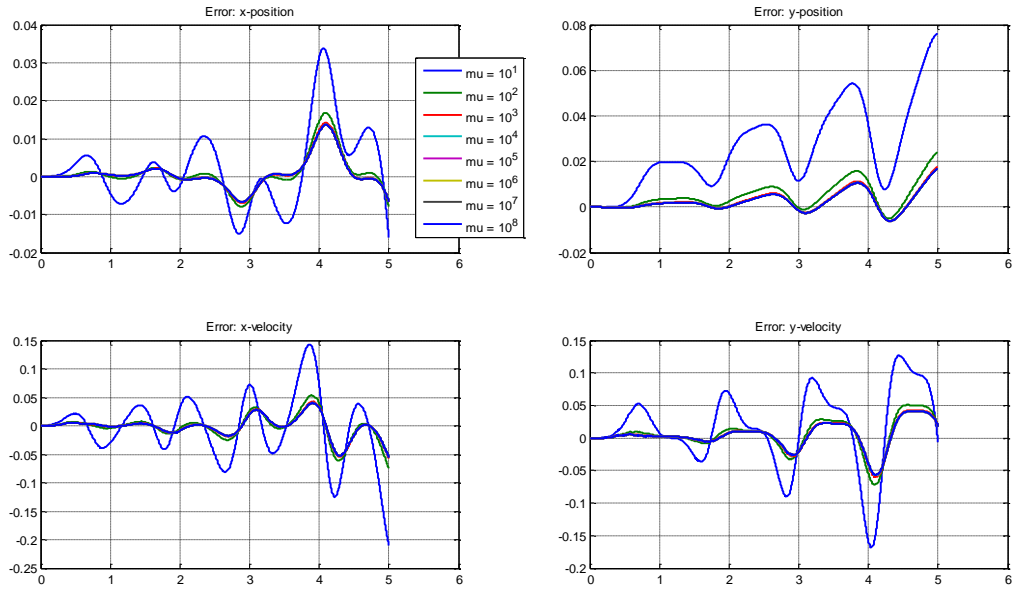 Error: x-position
0.04
0.03
0.02
0.01
0
-0.01
-0.02
0 1 2 3 4 5 6
mu = 10^1
mu = 10^2
mu = 10^3
mu = 10^4
mu = 10^5
mu = 10^6
mu = 10^7
mu = 10^8
Error: y-position
0.08
0.06
0.04
0.02
0
-0.02
0 1 2 3 4 5 6
Error: x-velocity
0.15
0.1
0.05
0
-0.05
-0.1
-0.15
-0.2
-0.25
0 1 2 3 4 5 6
Error: y-velocity
0.15
0.1
0.05
0
-0.05
-0.1
-0.15
-0.2
0 1 2 3 4 5 6